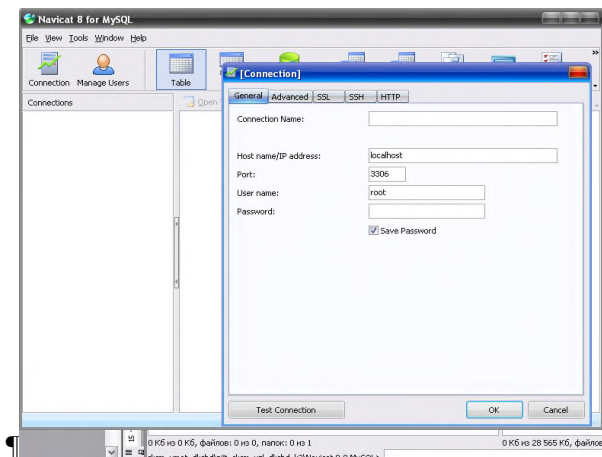 Navicat 8 for MySQL
File View Tools Window Help
Connection Manage Users Table
Connections
Open
[Connection]
General Advanced SSL SSH HTTP
Connection Name:
Host name/IP address: localhost
Port: 3306
User name: root
Password:
Save Password
Test Connection OK Cancel
¶
0 Кб из 0 Кб, файлов: 0 из 0, папок: 0 из 1 0 Кб из 28 565 Кб, файлов